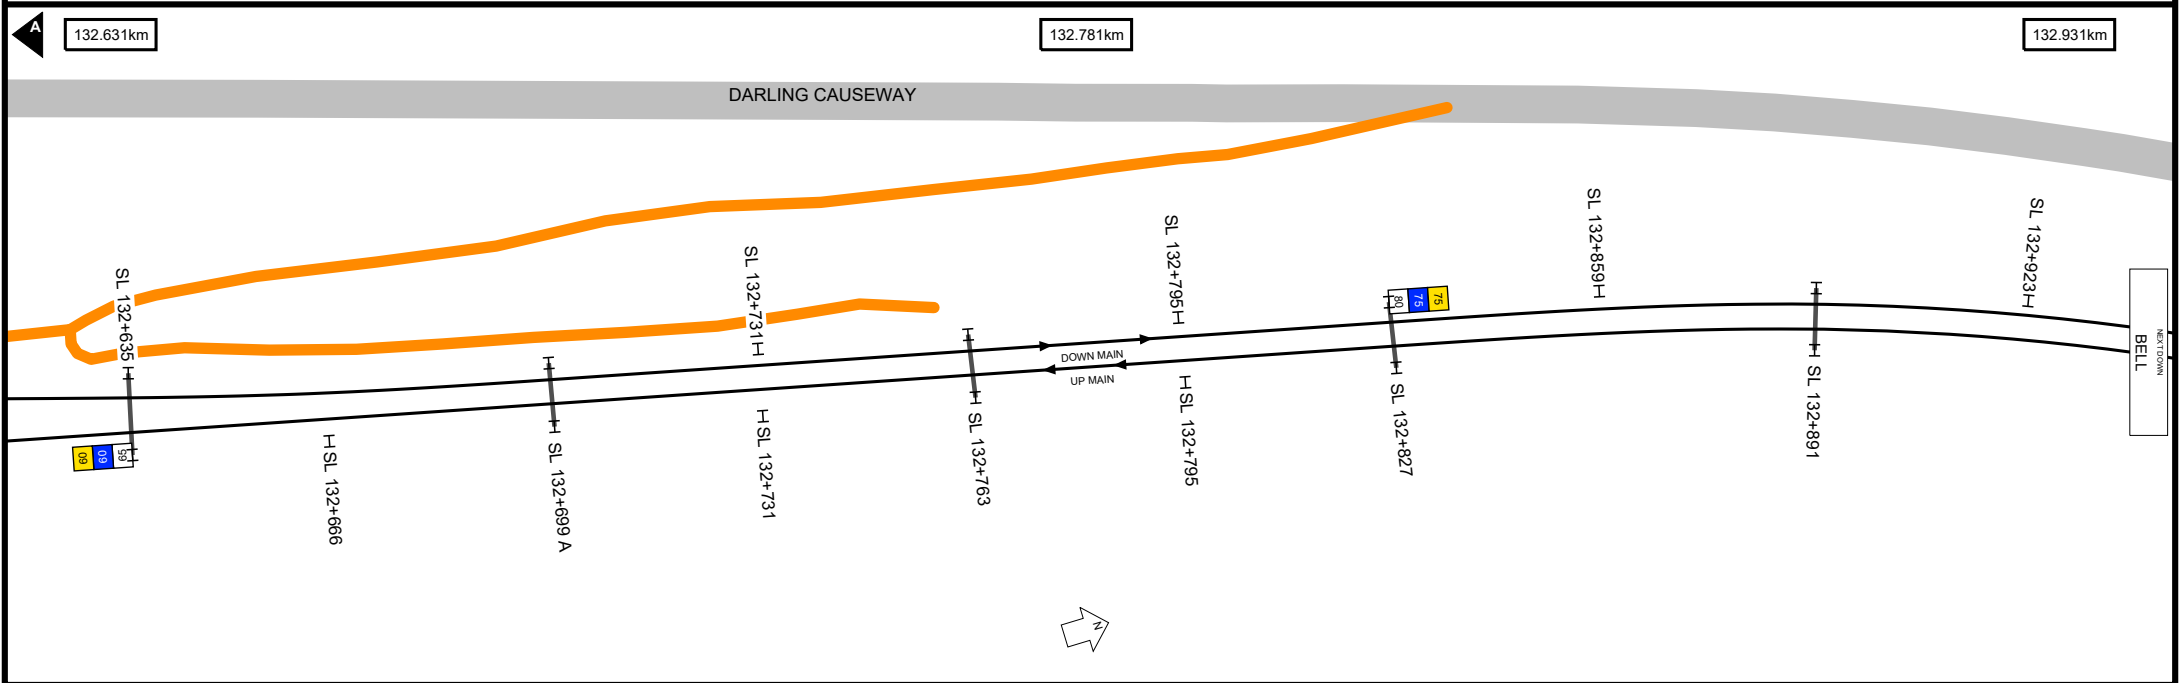 A
132.631km
132.781km
132.931km
DARLING CAUSEWAY
SL 132+635
SL 132+731
SL 132+795
SL 132+859
SL 132+923
80
75
75
DOWN MAIN
UP MAIN
NEXT DOWN
BELL
60
60
65
SL 132+666
SL 132+699 A
SL 132+731
SL 132+763
SL 132+795
SL 132+827
SL 132+891
N